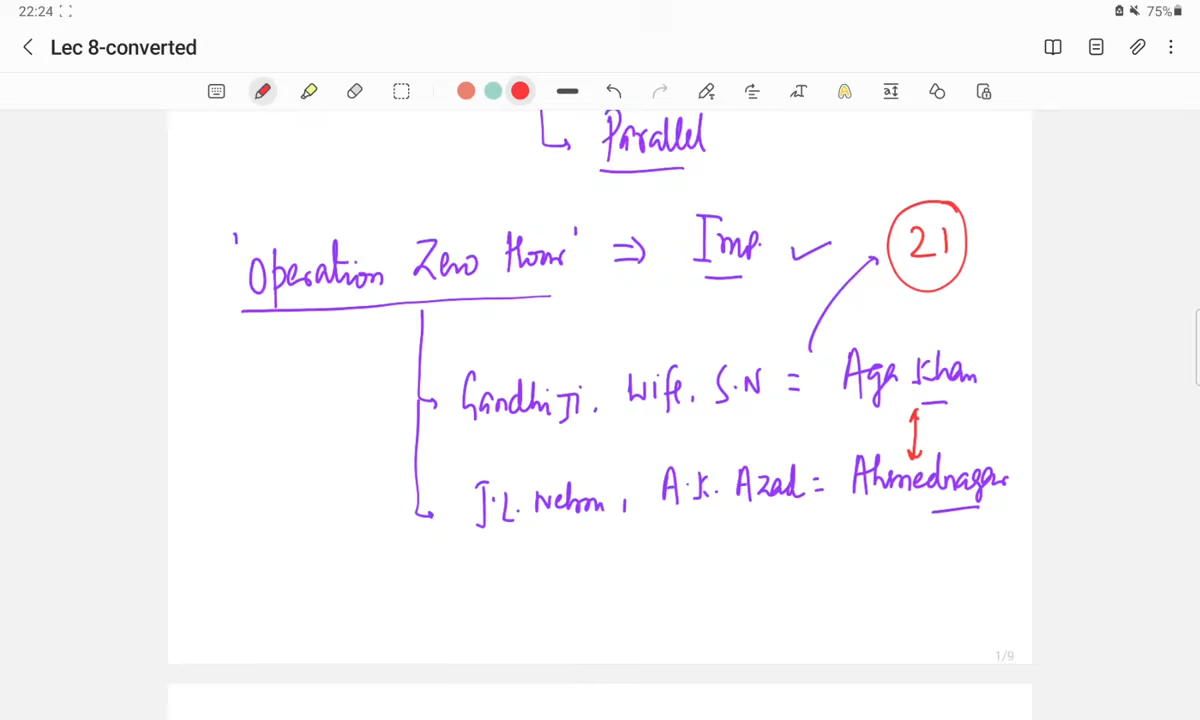 22:24 75%
Lec 8-converted
Parallel
'Operation Zero Hour' ⇒ Imp. ✓ 21
GandhiJi, Wife, S.N = Aga Khan
J.L. Nehru, A.K. Azad = Ahmednagar
1/9